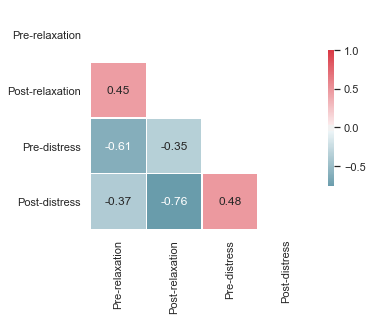 Pre-relaxation
Post-relaxation 0.45
Pre-distress -0.61 -0.35
Post-distress -0.37 -0.76 0.48
Pre-relaxation Post-relaxation Pre-distress Post-distress
1.0
0.5
0.0
−0.5